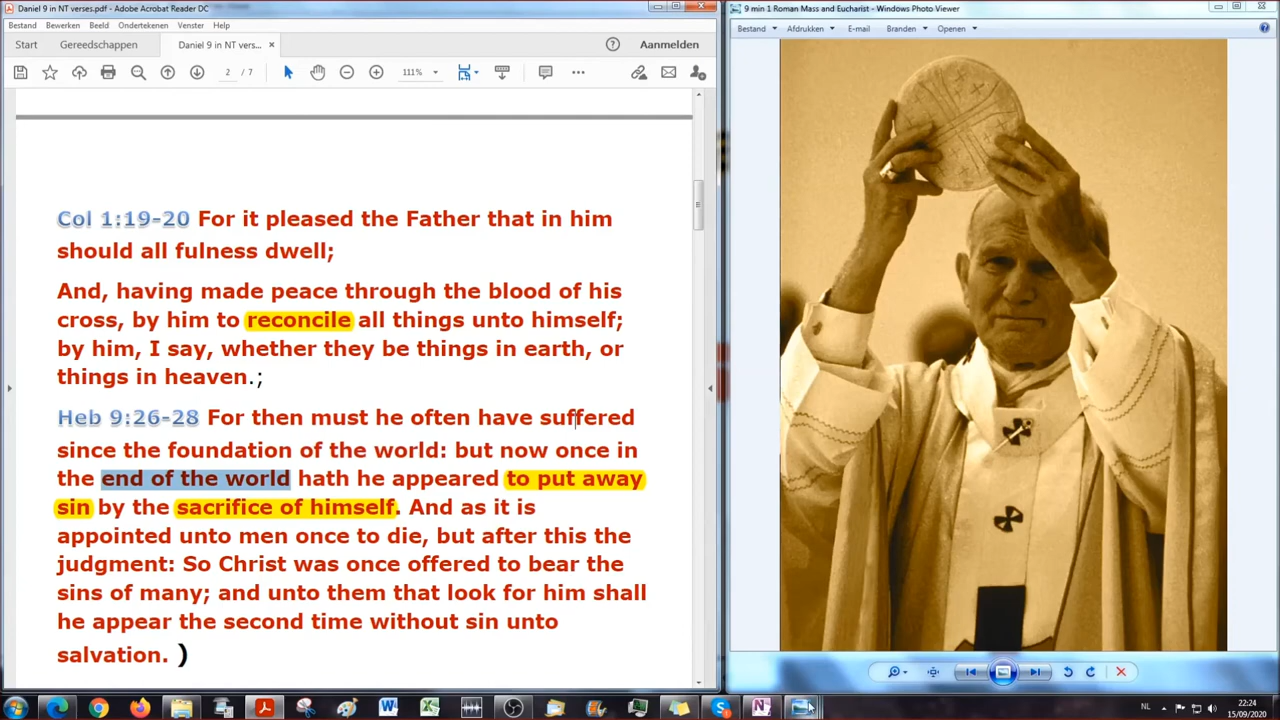 Daniel 9 in NT verses.pdf - Adobe Acrobat Reader DC
Bestand Bewerken Beeld Ondertekenen Venster Help
Start Gereedschappen Daniel 9 in NT vers... × Aanmelden
2 / 7 111%
Col 1:19-20 For it pleased the Father that in him
should all fulness dwell;
And, having made peace through the blood of his
cross, by him to reconcile all things unto himself;
by him, I say, whether they be things in earth, or
things in heaven.;
Heb 9:26-28 For then must he often have suffered
since the foundation of the world: but now once in
the end of the world hath he appeared to put away
sin by the sacrifice of himself. And as it is
appointed unto men once to die, but after this the
judgment: So Christ was once offered to bear the
sins of many; and unto them that look for him shall
he appear the second time without sin unto
salvation. )
9 min 1 Roman Mass and Eucharist - Windows Photo Viewer
Bestand Afdrukken E-mail Branden Openen
NL 22:24
15/09/2020